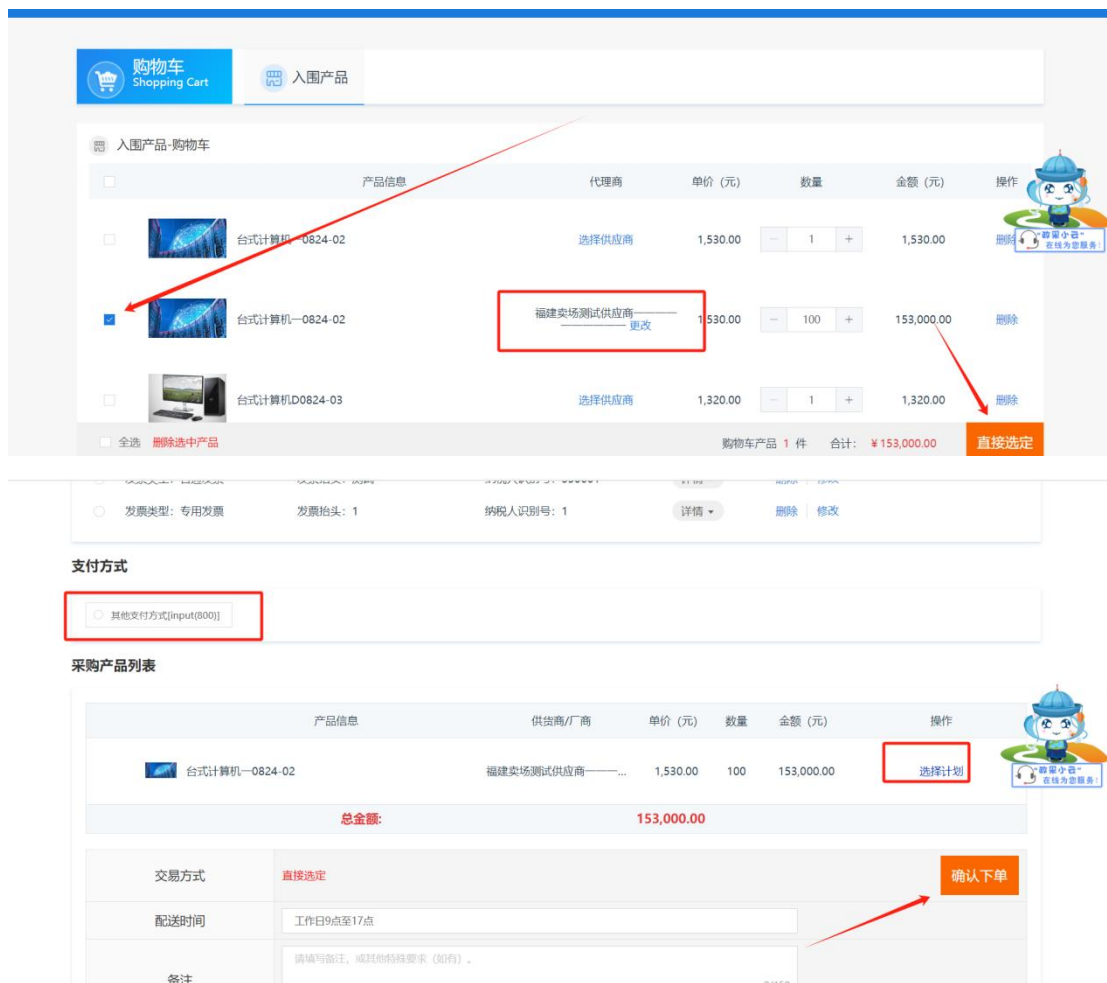 购物车
Shopping Cart
入围产品
入围产品-购物车
产品信息 代理商 单价（元） 数量 金额（元） 操作
台式计算机—0824-02 选择供应商 1,530.00 － 1 + 1,530.00 删除
"数采小云"
在线为您服务！
台式计算机—0824-02 福建卖场测试供应商————
—————— 更改 1,530.00 － 100 + 153,000.00 删除
台式计算机D0824-03 选择供应商 1,320.00 － 1 + 1,320.00 删除
全选 删除选中产品 购物车产品 1 件 合计： ¥153,000.00 直接选定
发票类型：专用发票 发票抬头：1 纳税人识别号：1 详情 删除 修改
支付方式
其他支付方式[input(800)]
采购产品列表
产品信息 供货商/厂商 单价（元） 数量 金额（元） 操作
台式计算机—0824-02 福建卖场测试供应商———... 1,530.00 100 153,000.00 选择计划
"数采小云"
在线为您服务！
总金额: 153,000.00
交易方式 直接选定 确认下单
配送时间 工作日9点至17点
备注 请填写备注，或其他特殊要求（如有）。